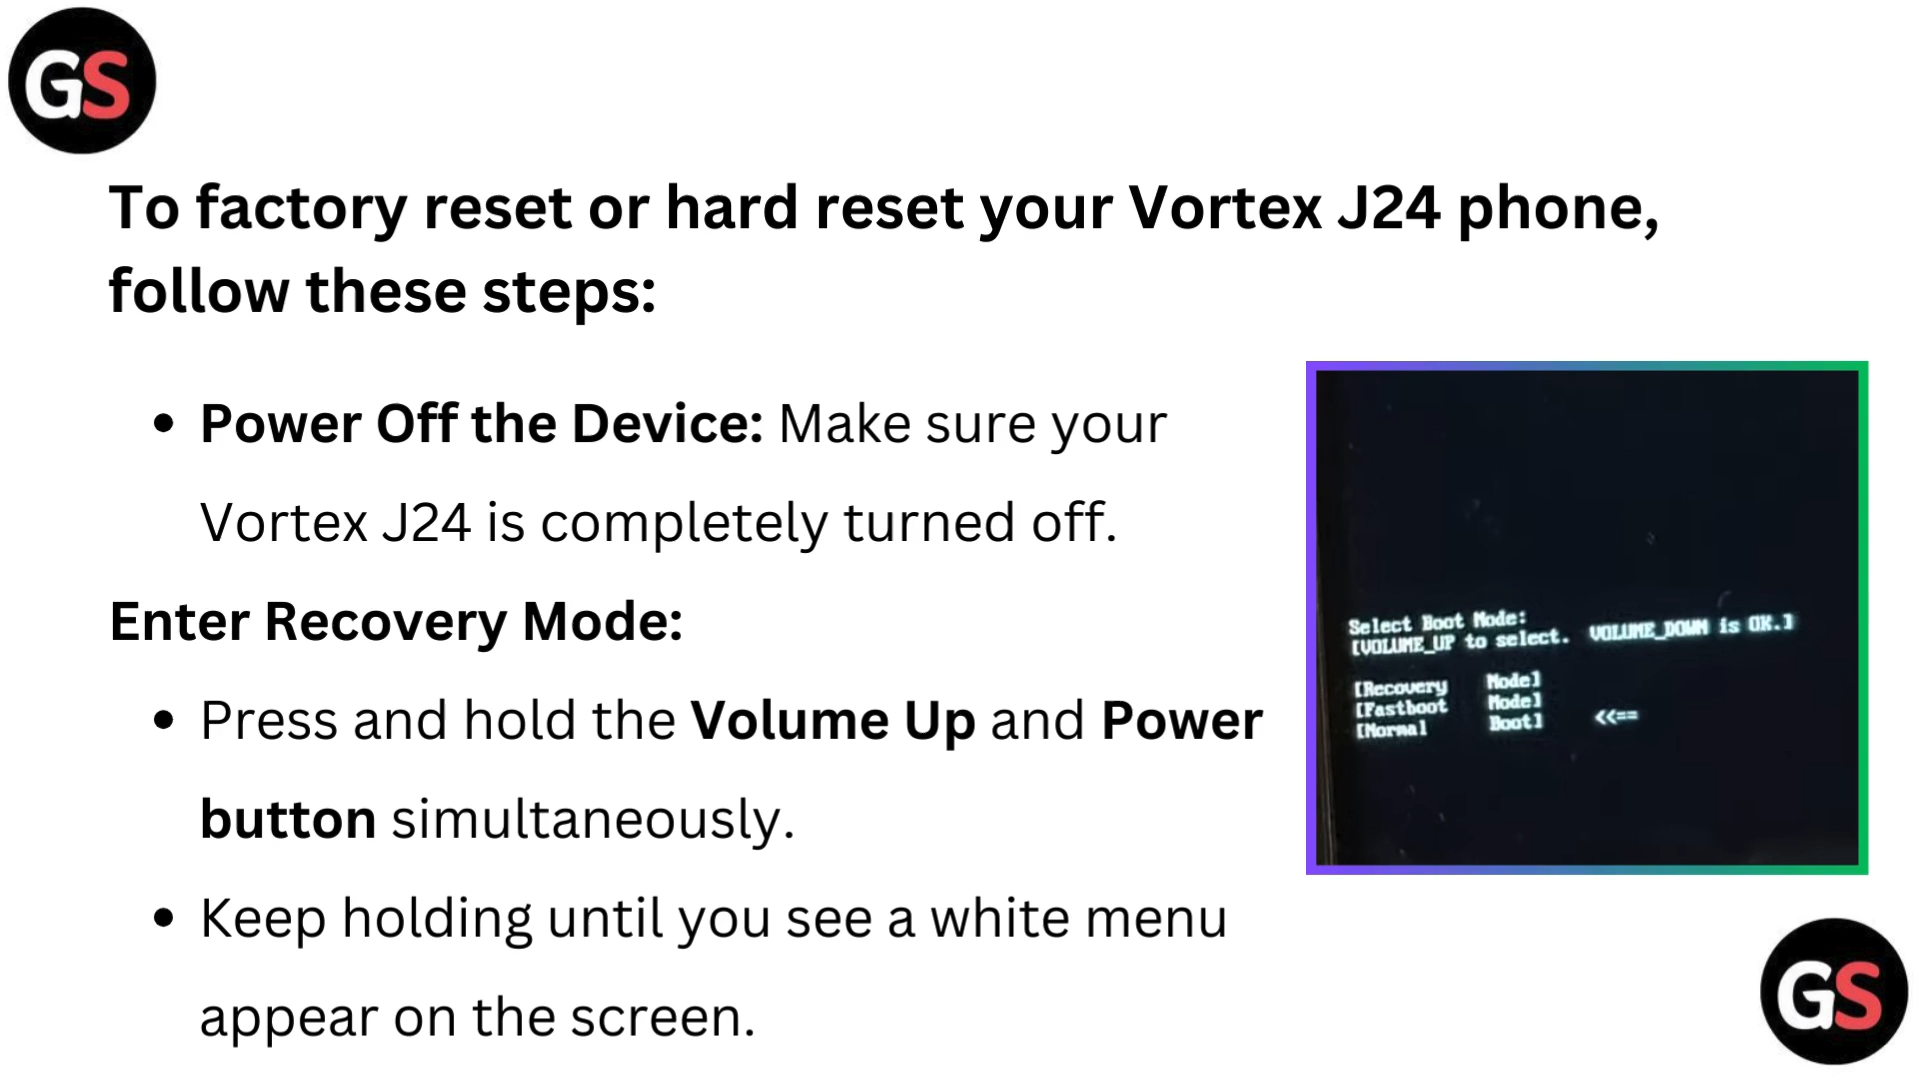 GS
To factory reset or hard reset your Vortex J24 phone,
follow these steps:
• Power Off the Device: Make sure your
Vortex J24 is completely turned off.
Enter Recovery Mode:
• Press and hold the Volume Up and Power
button simultaneously.
• Keep holding until you see a white menu
appear on the screen.
Select Boot Mode:
[VOLUME_UP to select.  VOLUME_DOWN is OK.]
[Recovery    Mode]
[Fastboot    Mode]
[Normal      Boot]    <<==
GS